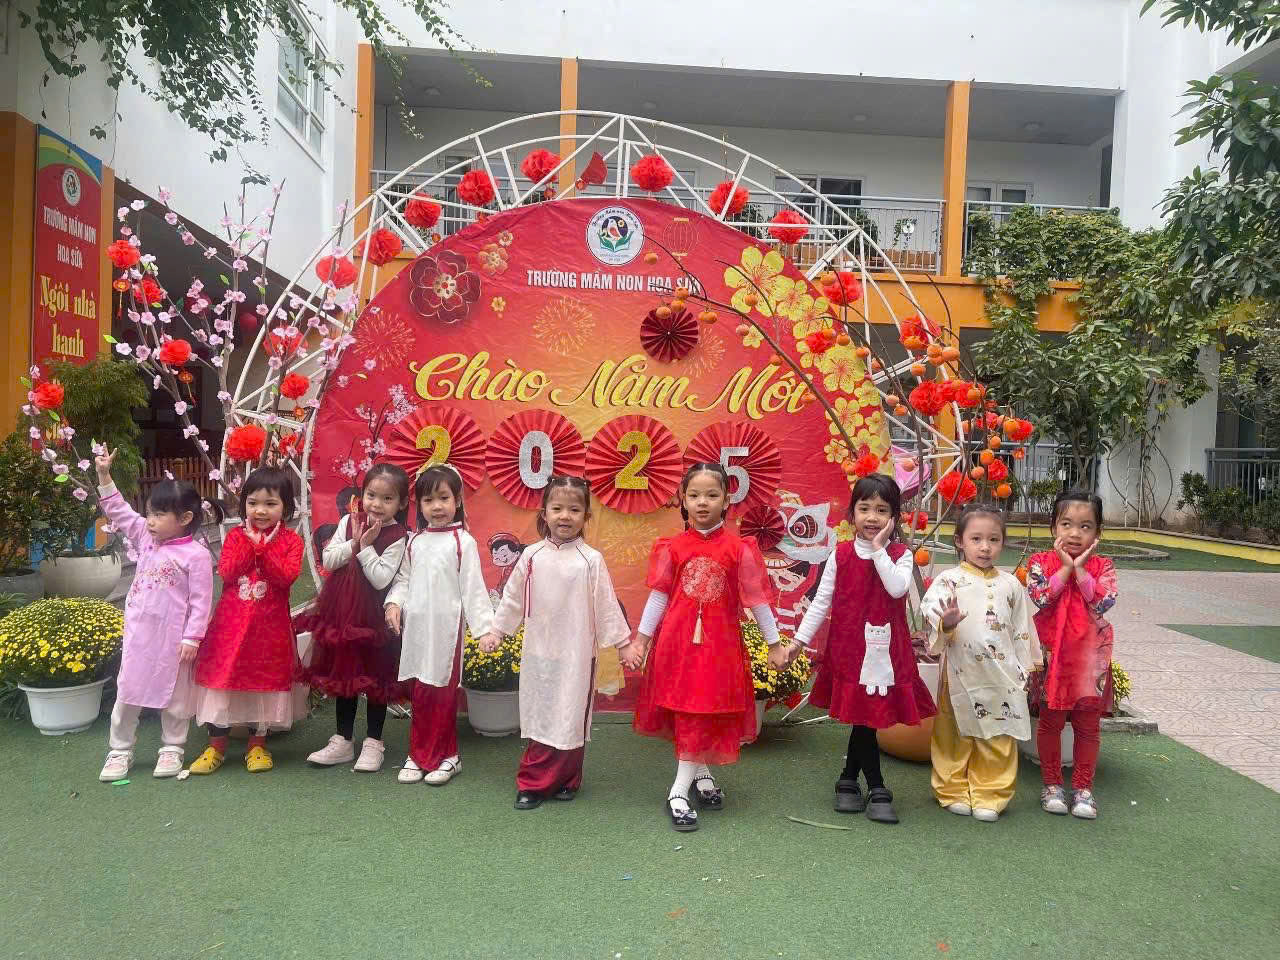 TRƯỜNG MẦM NON
HOA SỮA
Ngôi nhà
hạnh
TRƯỜNG MẦM NON HOA SỮA
Chào Năm Mới
2025